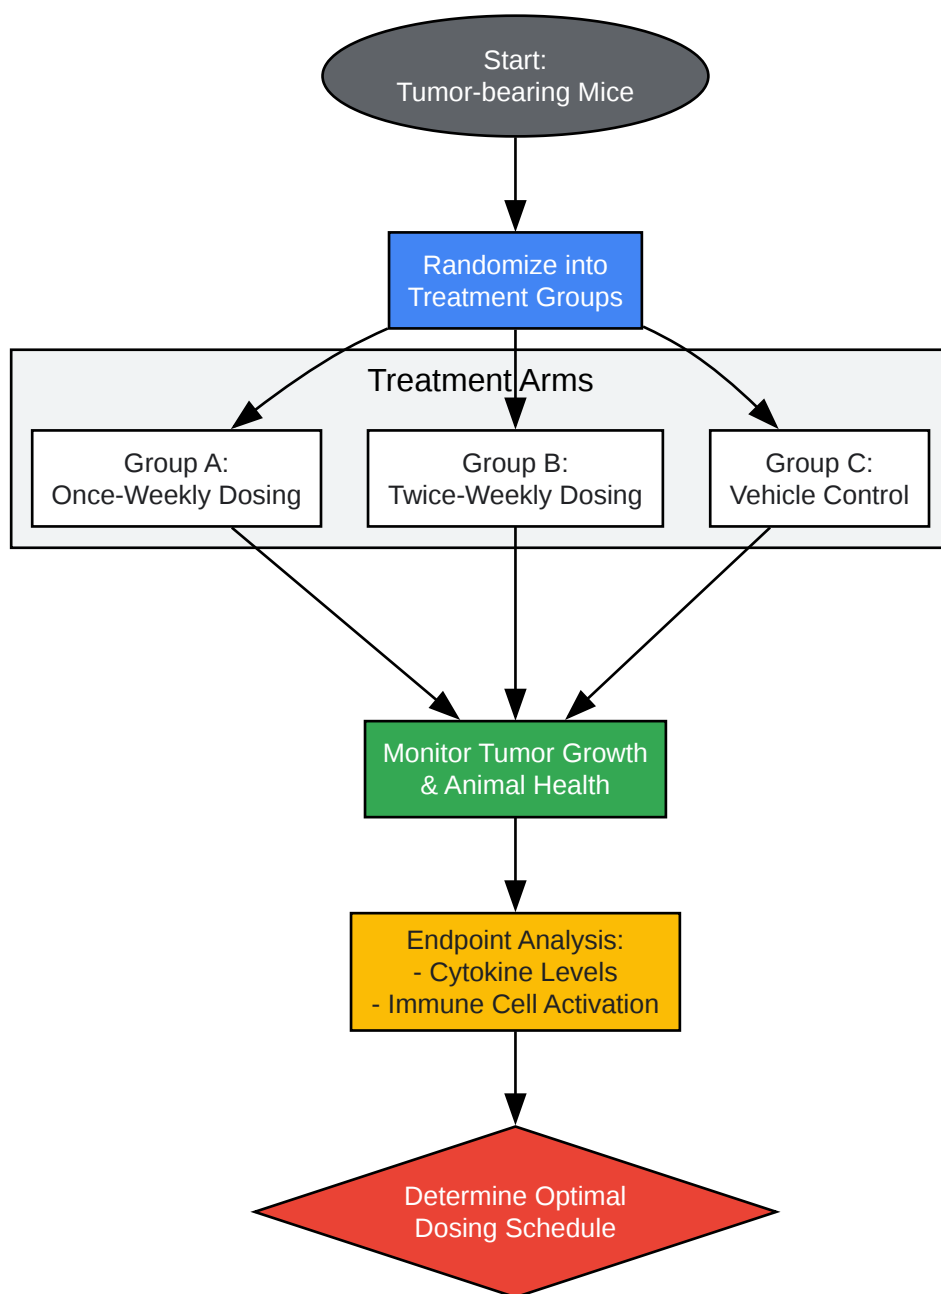 Start:
Tumor-bearing Mice
Randomize into
Treatment Groups
Treatment Arms
Group A:
Once-Weekly Dosing
Group B:
Twice-Weekly Dosing
Group C:
Vehicle Control
Monitor Tumor Growth
& Animal Health
Endpoint Analysis:
- Cytokine Levels
- Immune Cell Activation
Determine Optimal
Dosing Schedule